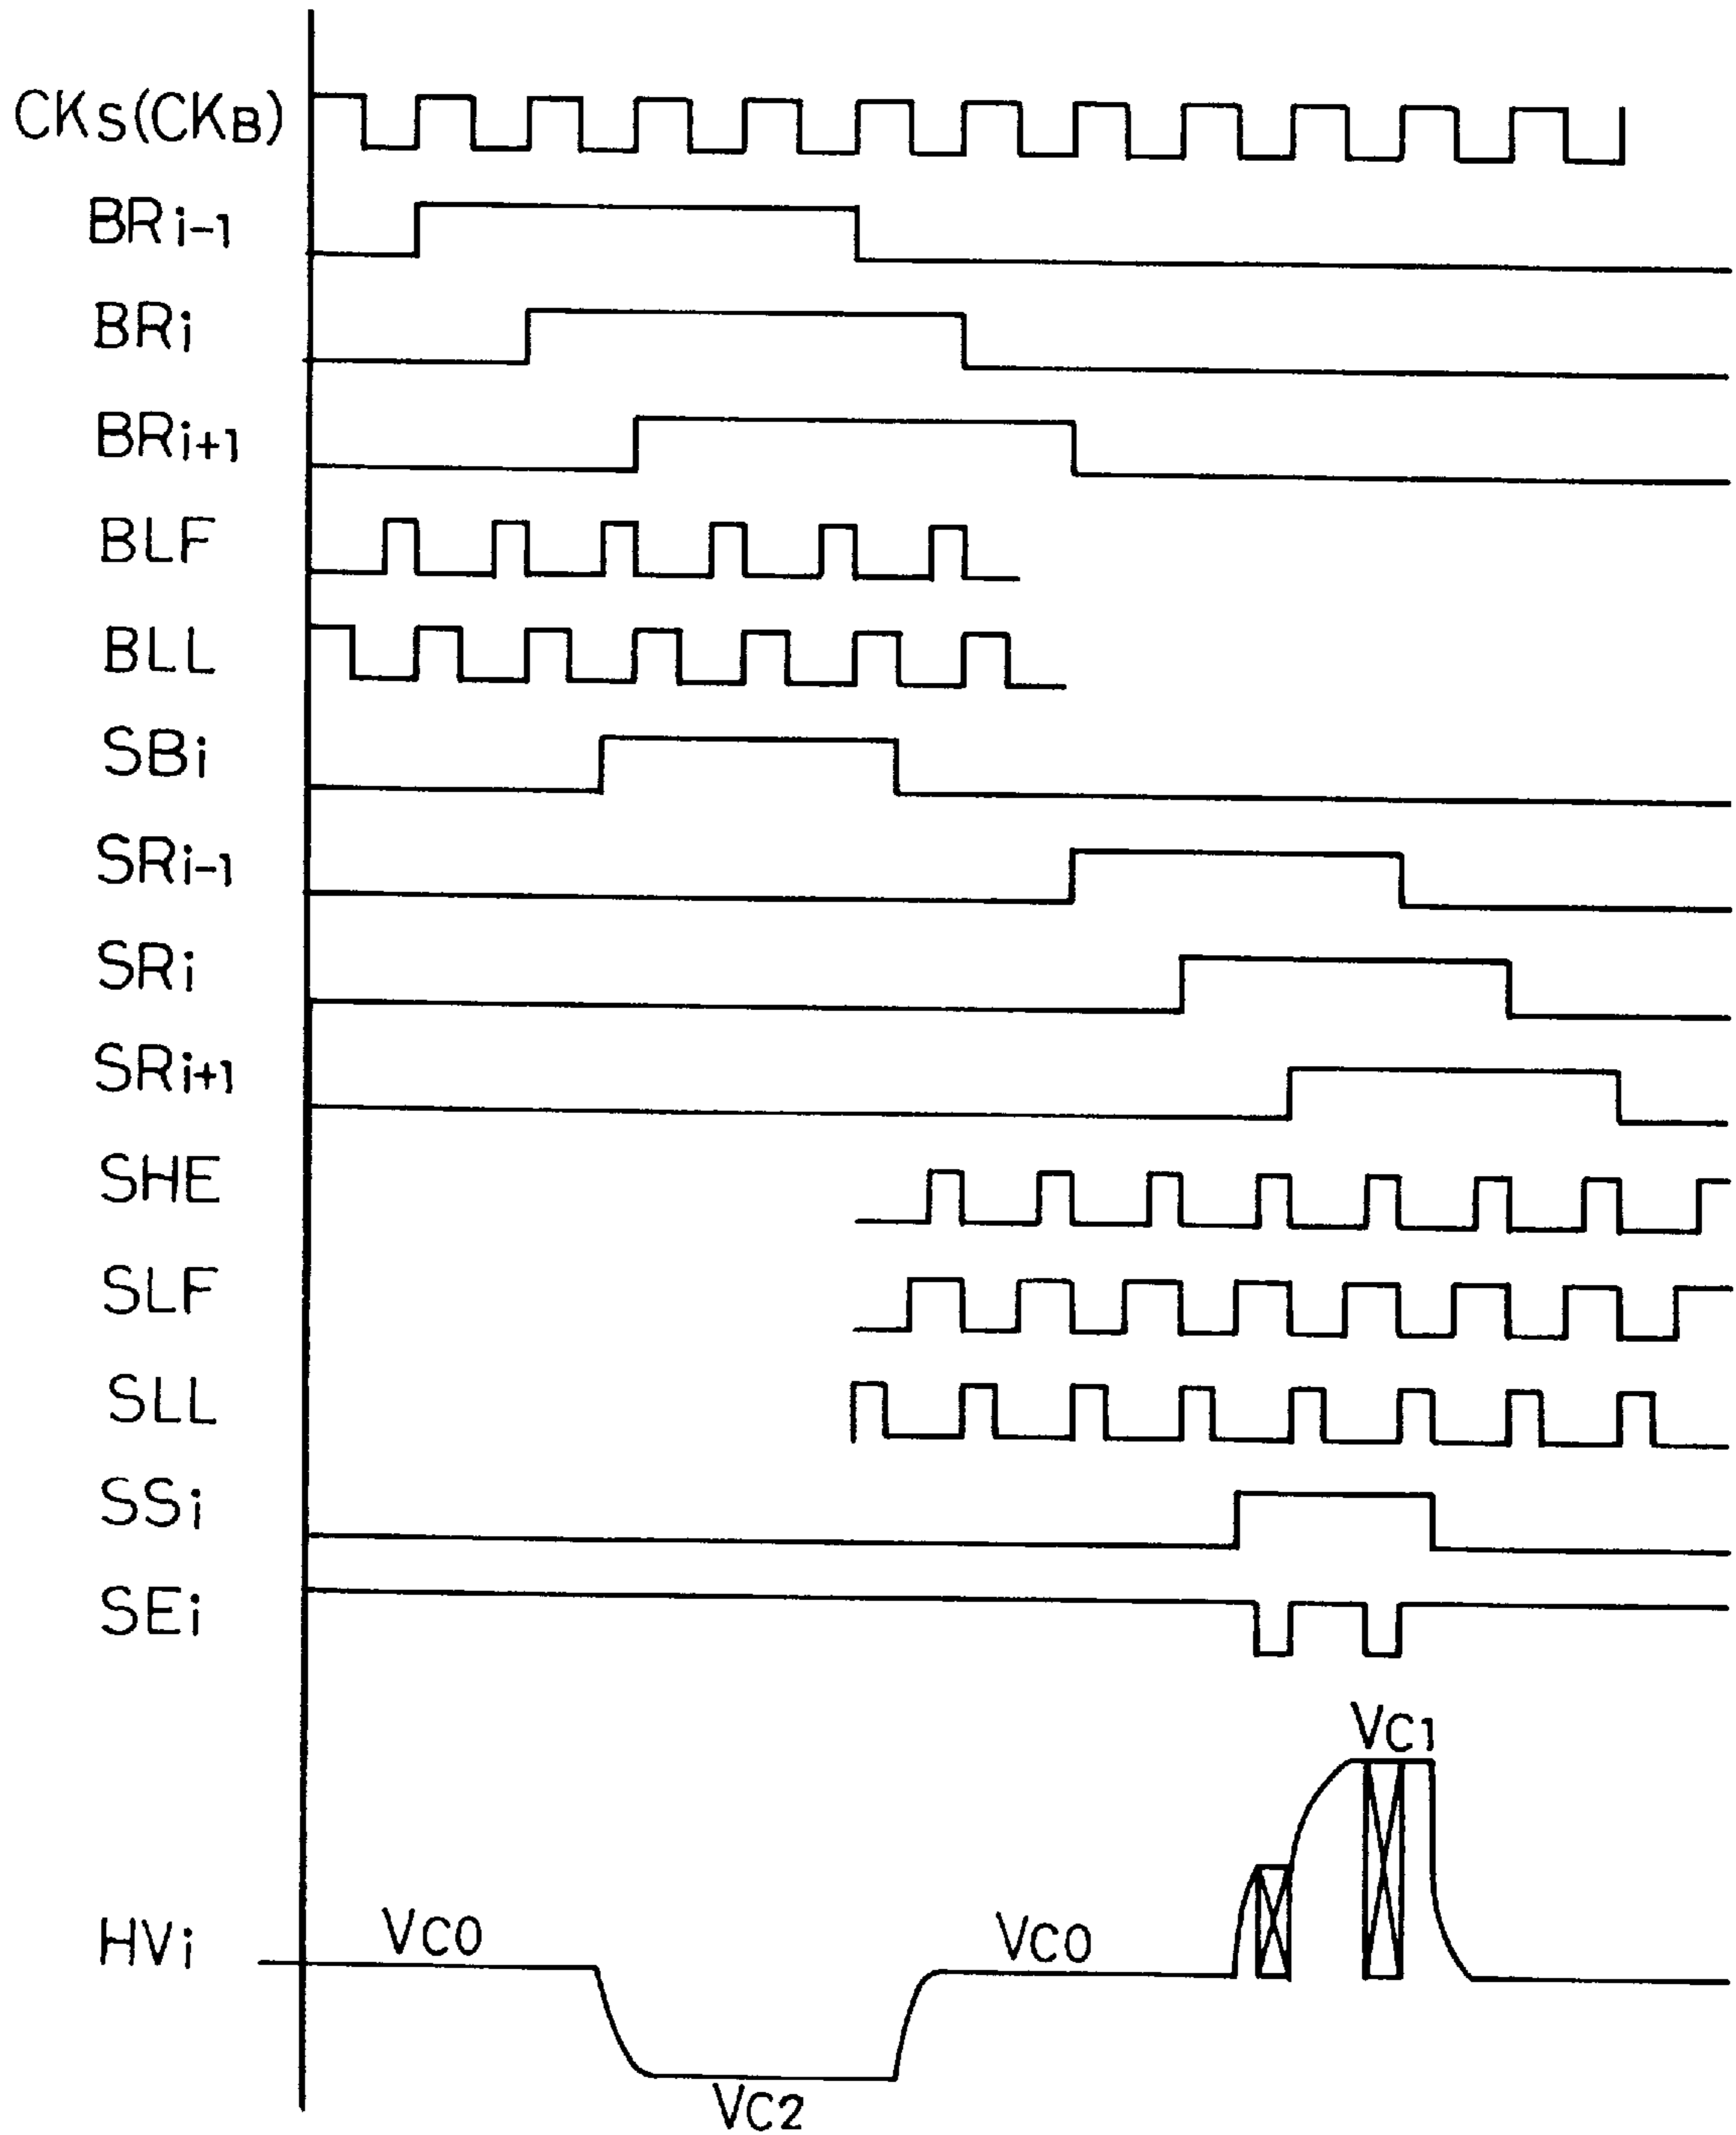 CKS(CKB)
BRi-1
BRi
BRi+1
BLF
BLL
SBi
SRi-1
SRi
SRi+1
SHE
SLF
SLL
SSi
SEi
VC1
HVi VC0 VC0
VC2